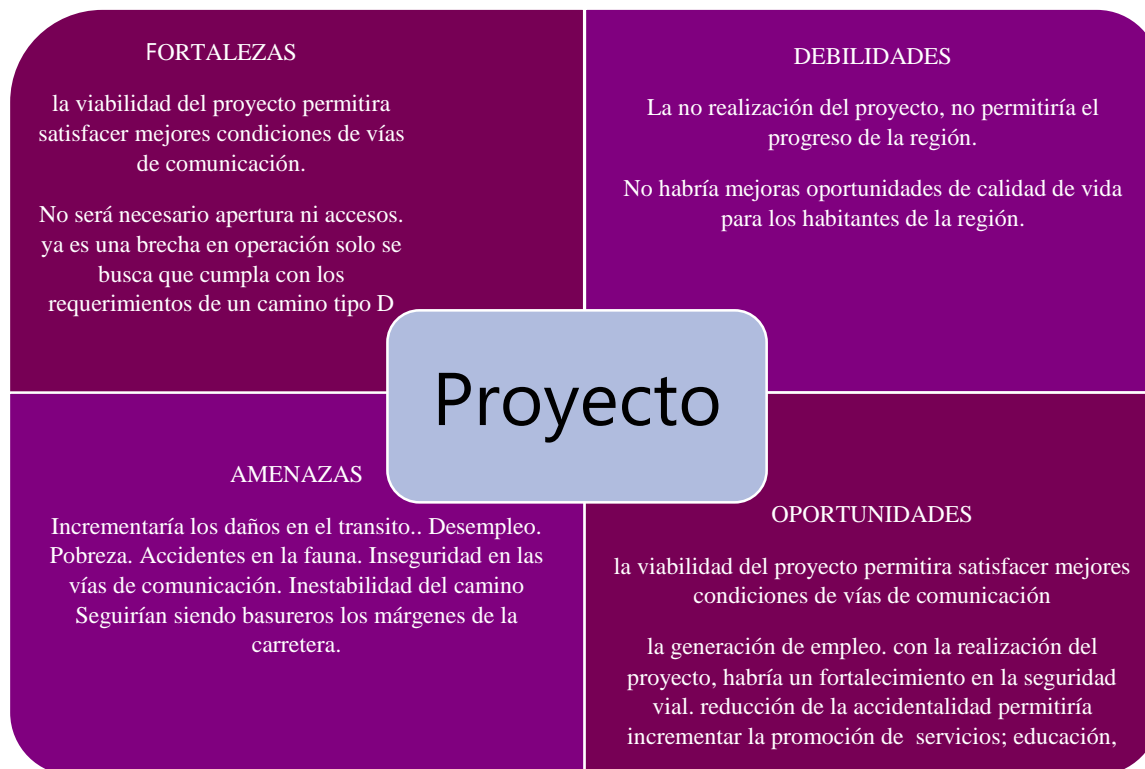 FORTALEZAS
la viabilidad del proyecto permitira
satisfacer mejores condiciones de vías
de comunicación.
No será necesario apertura ni accesos.
ya es una brecha en operación solo se
busca que cumpla con los
requerimientos de un camino tipo D
DEBILIDADES
La no realización del proyecto, no permitiría el
progreso de la región.
No habría mejoras oportunidades de calidad de vida
para los habitantes de la región.
Proyecto
AMENAZAS
Incrementaría los daños en el transito.. Desempleo.
Pobreza. Accidentes en la fauna. Inseguridad en las
vías de comunicación. Inestabilidad del camino
Seguirían siendo basureros los márgenes de la
carretera.
OPORTUNIDADES
la viabilidad del proyecto permitira satisfacer mejores
condiciones de vías de comunicación
la generación de empleo. con la realización del
proyecto, habría un fortalecimiento en la seguridad
vial. reducción de la accidentalidad permitiría
incrementar la promoción de  servicios; educación,